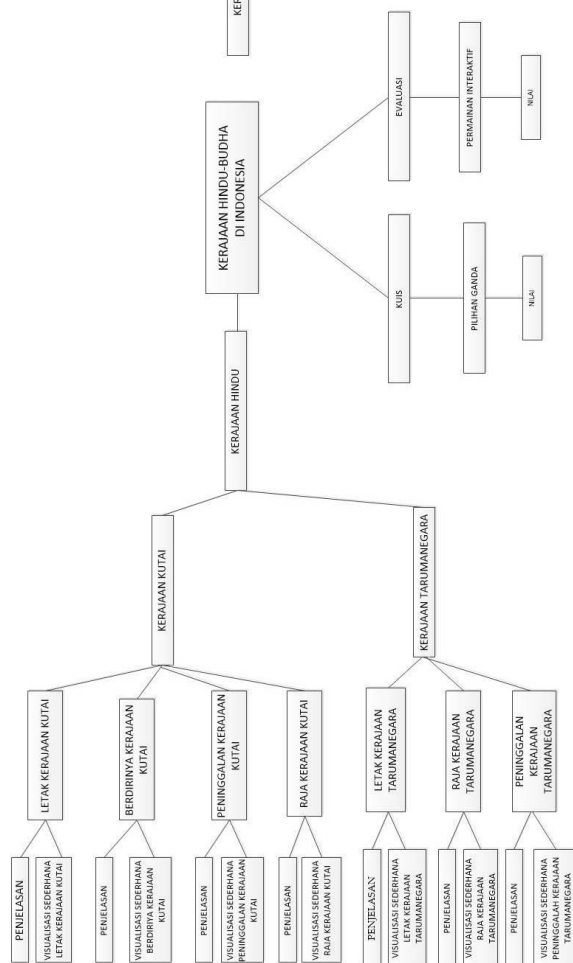 KER
KERAJAAN HINDU-BUDHA
DI INDONESIA
KERAJAAN HINDU
KUIS
PILIHAN GANDA
NILAI
EVALUASI
PERMAINAN INTERAKTIF
NILAI
KERAJAAN KUTAI
LETAK KERAJAAN KUTAI
PENJELASAN
VISUALISASI SEDERHANA
LETAK KERAJAAN KUTAI
BERDIRINYA KERAJAAN
KUTAI
PENJELASAN
VISUALISASI SEDERHANA
BERDIRIYA KERAJAAN
KUTAI
PENINGGALAN KERAJAAN
KUTAI
PENJELASAN
VISUALISASI SEDERHANA
PENINGGALAN KERAJAAN
KUTAI
RAJA KERAJAAN KUTAI
PENJELASAN
VISUALISASI SEDERHANA
RAJA KERAJAAN KUTAI
KERAJAAN TARUMANEGARA
LETAK KERAJAAN
TARUMANEGARA
PENJELASAN
VISUALISASI SEDERHANA
LETAK KERAJAAN
TARUMANEGARA
RAJA KERAJAAN
TARUMANEGARA
PENJELASAN
VISUALISASI SEDERHANA
RAJA KERAJAAN
TARUMANEGARA
PENINGGALAN
KERAJAAN
TARUMANEGARA
PENJELASAN
VISUALISASI SEDERHANA
PENINGGALAH KERAJAAN
TARUMANEGARA